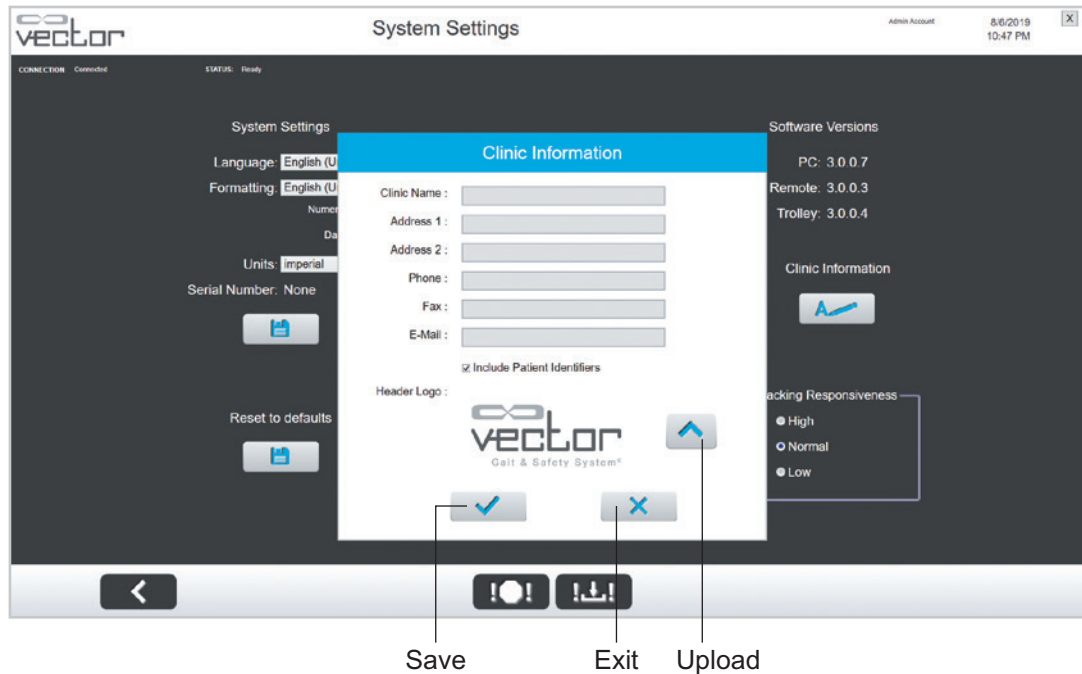 vector
System Settings
Admin Account
8/6/2019
10:47 PM
X
CONNECTION Connected
STATUS: Ready
System Settings
Language: English (U
Formatting: English (U
Numer
Da
Units: imperial
Serial Number: None
Reset to defaults
Clinic Information
Clinic Name :
Address 1 :
Address 2 :
Phone :
Fax :
E-Mail :
Include Patient Identifiers
Header Logo :
vector
Gait & Safety System®
Software Versions
PC: 3.0.0.7
Remote: 3.0.0.3
Trolley: 3.0.0.4
Clinic Information
A
acking Responsiveness
High
Normal
Low
! !
! !
Save Exit Upload